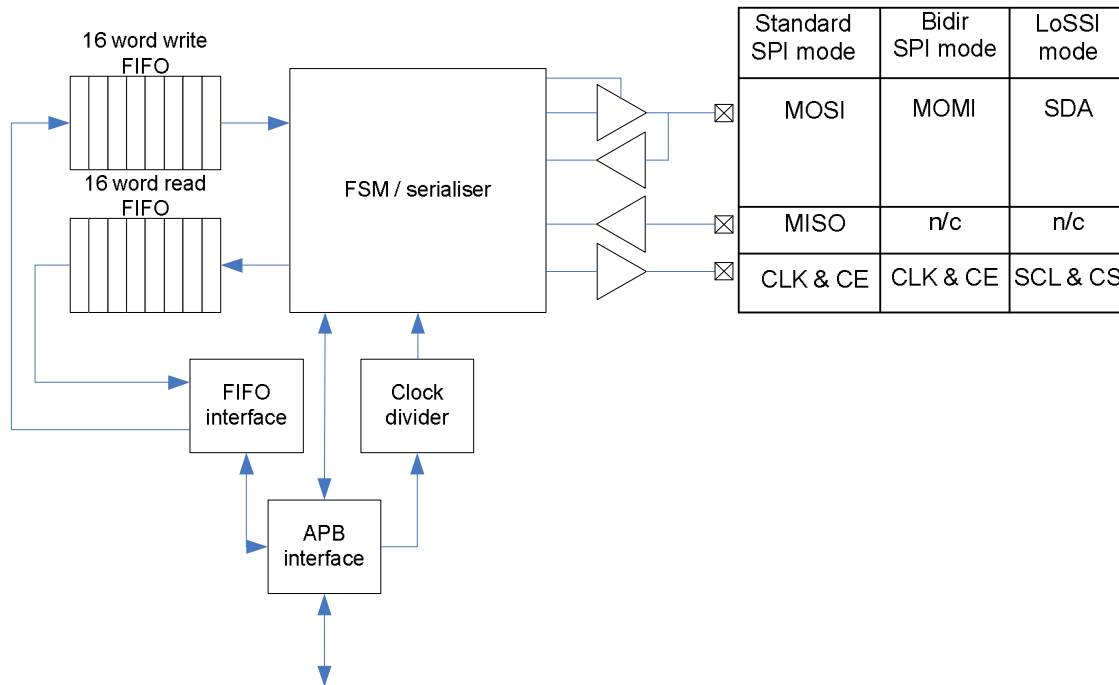 16 word write
FIFO
16 word read
FIFO
FSM / serialiser
FIFO
interface
Clock
divider
APB
interface
Standard
SPI mode
Bidir
SPI mode
LoSSI
mode
MOSI
MOMI
SDA
MISO
n/c
n/c
CLK & CE
CLK & CE
SCL & CS